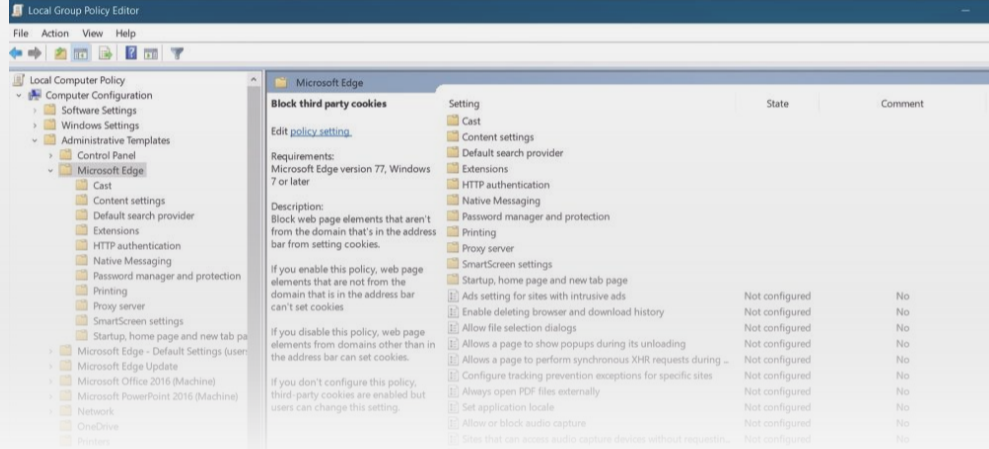 Local Group Policy Editor
File Action View Help
Local Computer Policy
Computer Configuration
Software Settings
Windows Settings
Administrative Templates
Control Panel
Microsoft Edge
Cast
Content settings
Default search provider
Extensions
HTTP authentication
Native Messaging
Password manager and protection
Printing
Proxy server
SmartScreen settings
Startup, home page and new tab pa
Microsoft Edge - Default Settings (user
Microsoft Edge Update
Microsoft Office 2016 (Machine)
Microsoft PowerPoint 2016 (Machine)
Network
OneDrive
Printers
Microsoft Edge
Block third party cookies
Edit policy setting.
Requirements:
Microsoft Edge version 77, Windows
7 or later
Description:
Block web page elements that aren't
from the domain that's in the address
bar from setting cookies.
If you enable this policy, web page
elements that are not from the
domain that is in the address bar
can't set cookies
If you disable this policy, web page
elements from domains other than in
the address bar can set cookies.
If you don't configure this policy,
third-party cookies are enabled but
users can change this setting.
Setting State Comment
Cast
Content settings
Default search provider
Extensions
HTTP authentication
Native Messaging
Password manager and protection
Printing
Proxy server
SmartScreen settings
Startup, home page and new tab page
Ads setting for sites with intrusive ads Not configured No
Enable deleting browser and download history Not configured No
Allow file selection dialogs Not configured No
Allows a page to show popups during its unloading Not configured No
Allows a page to perform synchronous XHR requests during ... Not configured No
Configure tracking prevention exceptions for specific sites Not configured No
Always open PDF files externally Not configured No
Set application locale Not configured No
Allow or block audio capture Not configured No
Sites that can access audio capture devices without requestin... Not configured No